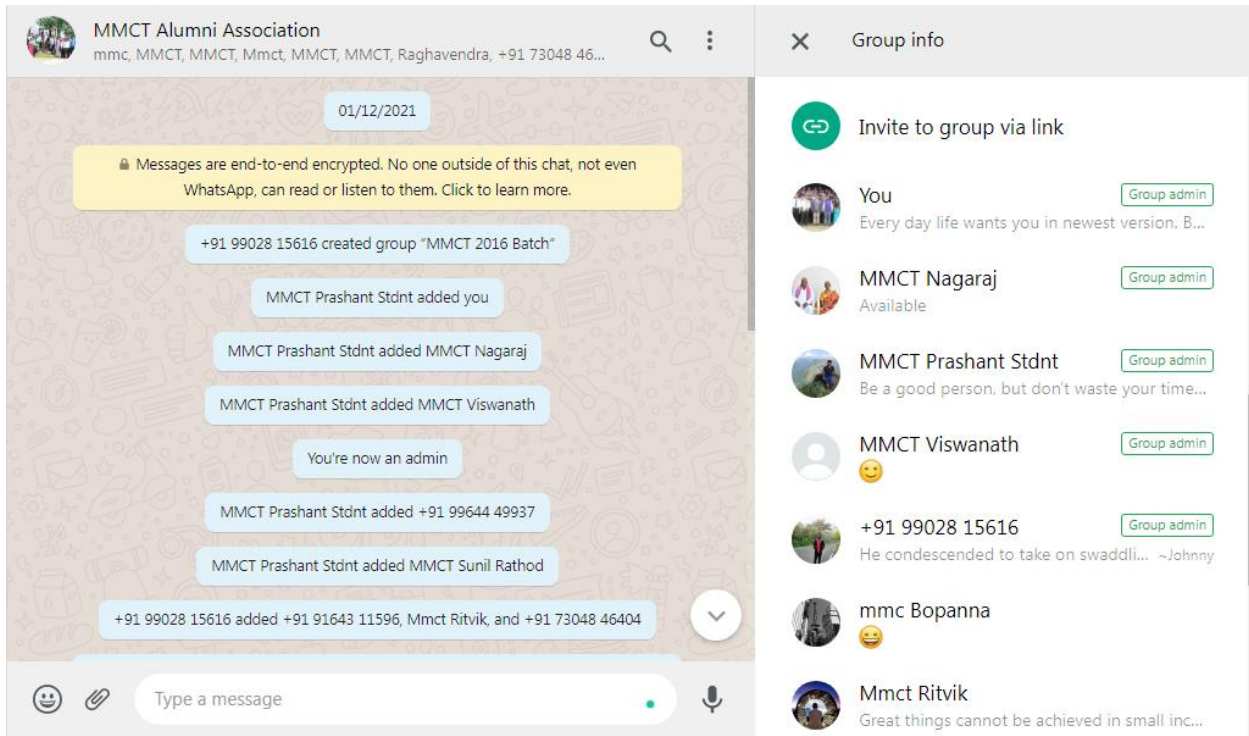 MMCT Alumni Association
mmc, MMCT, MMCT, Mmct, MMCT, MMCT, Raghavendra, +91 73048 46...
01/12/2021
Messages are end-to-end encrypted. No one outside of this chat, not even
WhatsApp, can read or listen to them. Click to learn more.
+91 99028 15616 created group “MMCT 2016 Batch”
MMCT Prashant Stdnt added you
MMCT Prashant Stdnt added MMCT Nagaraj
MMCT Prashant Stdnt added MMCT Viswanath
You're now an admin
MMCT Prashant Stdnt added +91 99644 49937
MMCT Prashant Stdnt added MMCT Sunil Rathod
+91 99028 15616 added +91 91643 11596, Mmct Ritvik, and +91 73048 46404
Type a message
Group info
Invite to group via link
You Group admin
Every day life wants you in newest version. B...
MMCT Nagaraj Group admin
Available
MMCT Prashant Stdnt Group admin
Be a good person, but don't waste your time...
MMCT Viswanath Group admin
🙂
+91 99028 15616 Group admin
He condescended to take on swaddli... ~Johnny
mmc Bopanna
😀
Mmct Ritvik
Great things cannot be achieved in small inc...